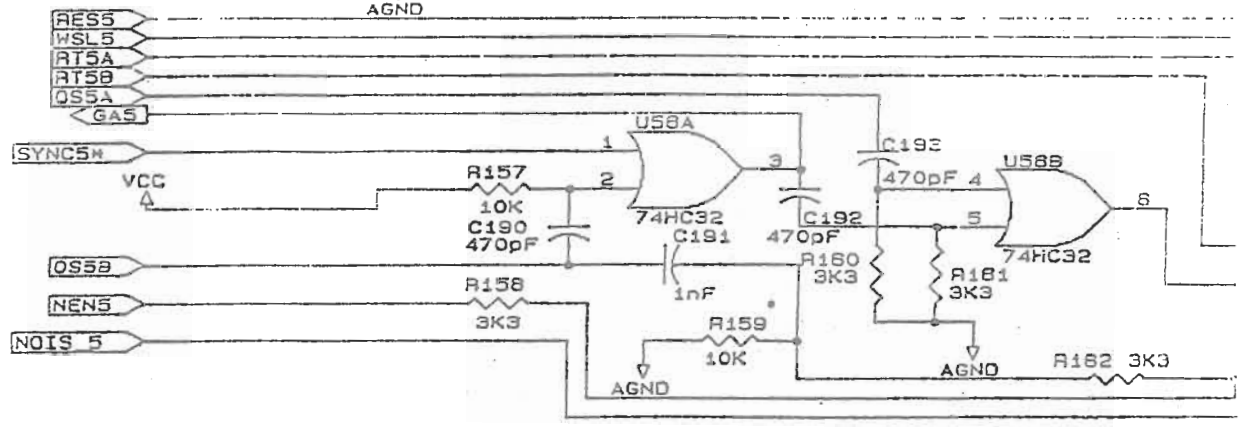 AGND
RES5
WSL5
RT5A
RT5B
OS5A
GA5
U58A
SYNC5*
1
3
C193
U58B
VCC
R157
2
470pF
4
6
10K
74HC32
C192
5
C190
470pF
C191
470pF
74HC32
OS5B
R160
3K3
R161
3K3
1nF
NEN5
R158
3K3
R159
10K
NOIS 5
AGND
AGND
R162 3K3